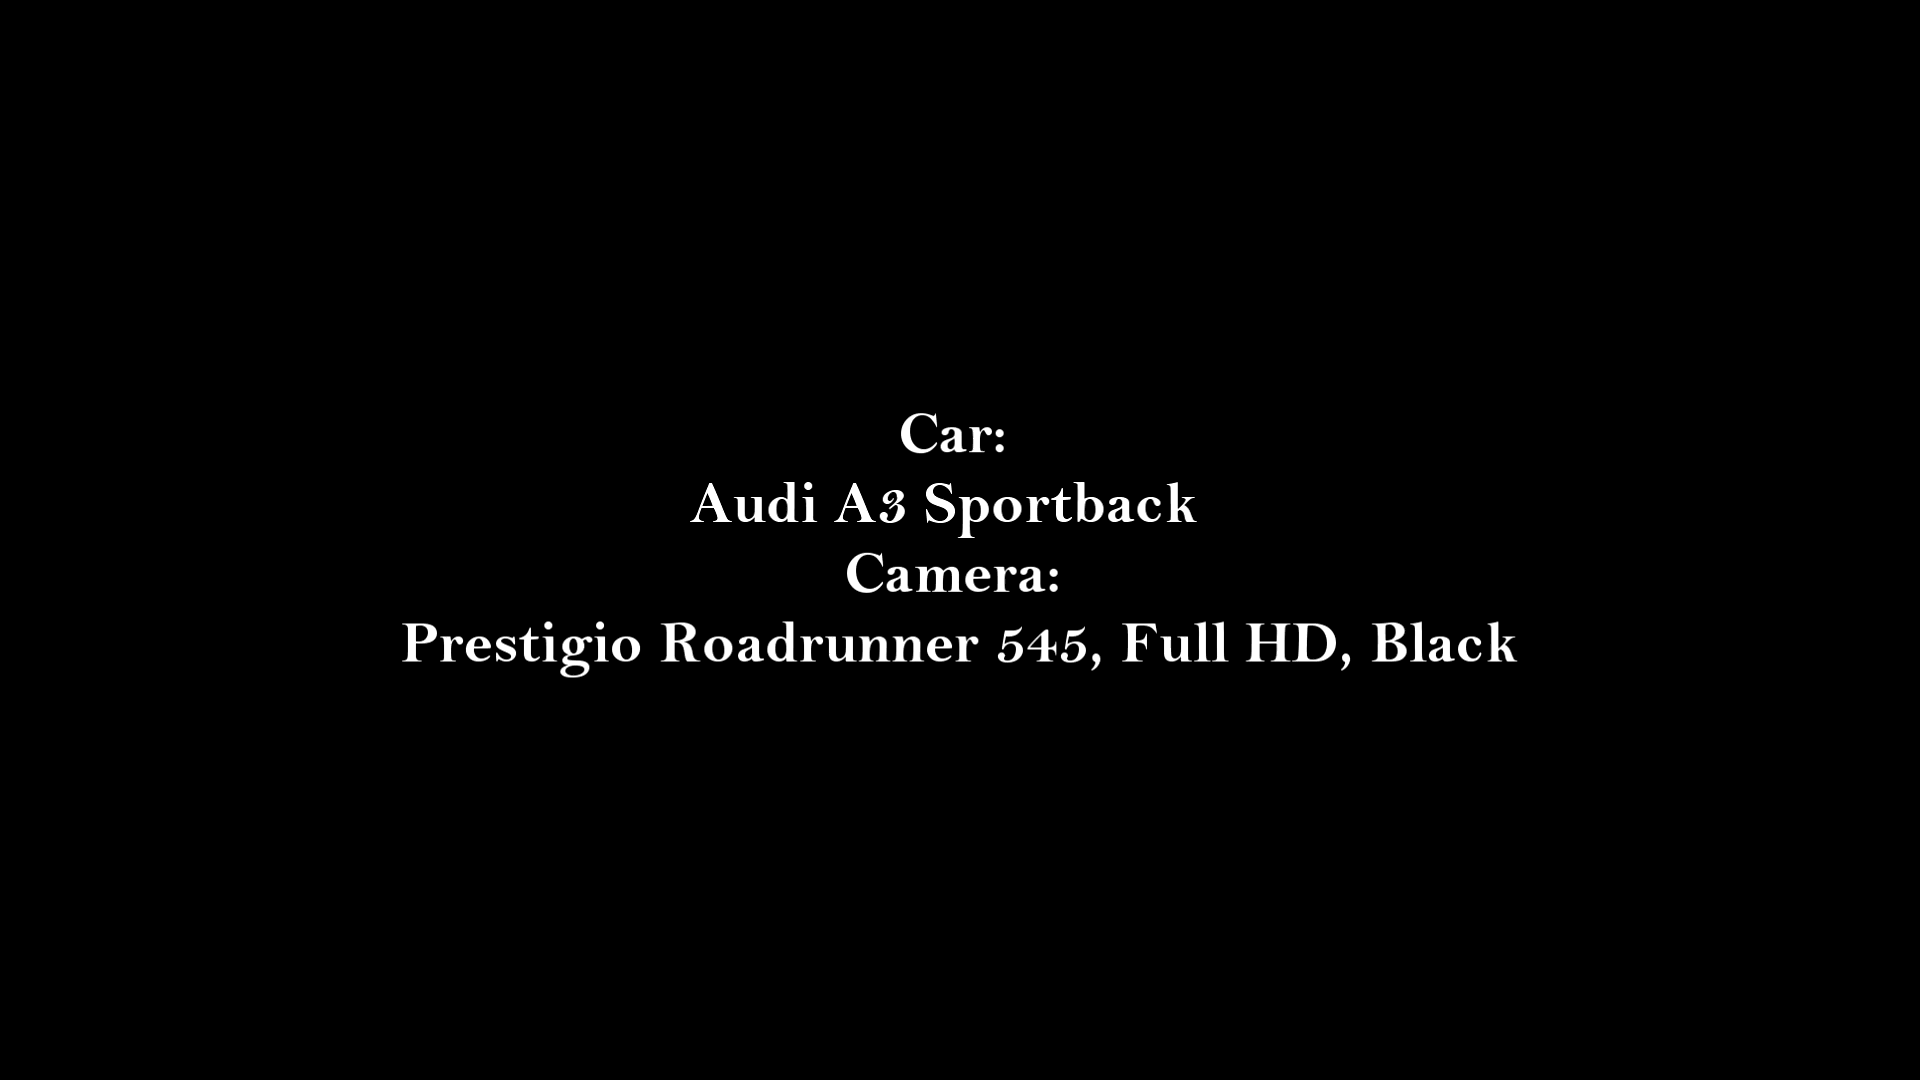 Car:
Audi A3 Sportback
Camera:
Prestigio Roadrunner 545, Full HD, Black